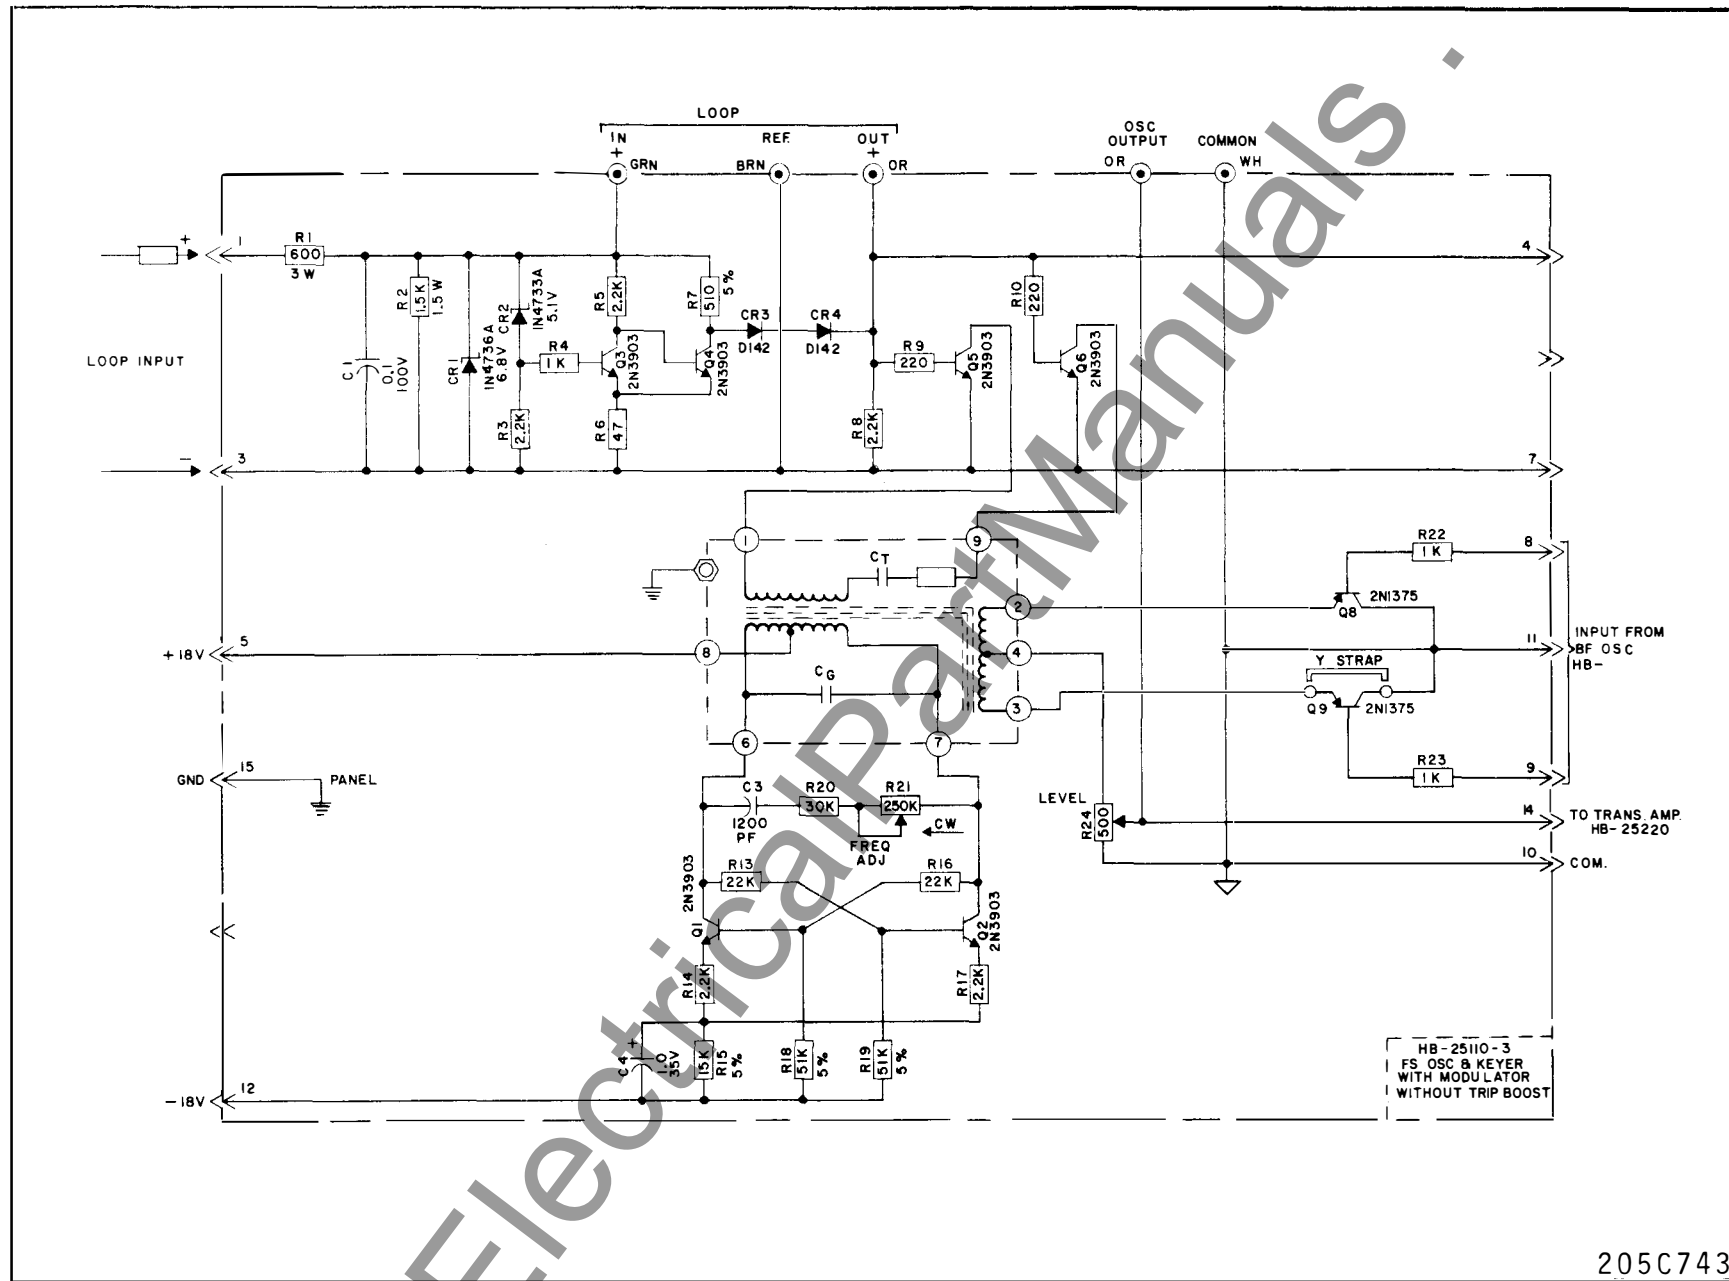 LOOP
IN
+
GRN
REF.
BRN
OUT
+
OR
OSC
OUTPUT
OR
COMMON
WH
+
1
R1
600
3W
R2
1.5K
1.5W
C1
0.1
100V
CR1
1N4736A
6.8V
CR2
1N4733A
5.1V
R3
2.2K
R4
1K
R5
2.2K
Q3
2N3903
R6
47
R7
510
5%
Q4
2N3903
CR3
D142
CR4
D142
R8
2.2K
R9
220
Q5
2N3903
R10
220
Q6
2N3903
4
LOOP INPUT
–
3
7
1
9
CT
2
8
4
CG
3
6
7
+18V
5
R22
1K
8
2N1375
Q8
11
INPUT FROM
BF OSC
HB-
Y STRAP
Q9
2N1375
R23
1K
9
GND
15
PANEL
C3
1200
PF
R20
30K
R21
250K
CW
FREQ
ADJ
LEVEL
R24
500
14
TO TRANS. AMP.
HB-25220
10
COM.
R13
22K
R16
22K
2N3903
Q1
Q2
2N3903
R14
2.2K
R17
2.2K
+
C4
1.0
35V
15K
R15
5%
R18
51K
5%
R19
51K
5%
-18V
12
HB-25110-3
FS OSC & KEYER
WITH MODULATOR
WITHOUT TRIP BOOST
ElectricalPartManuals .
205C743